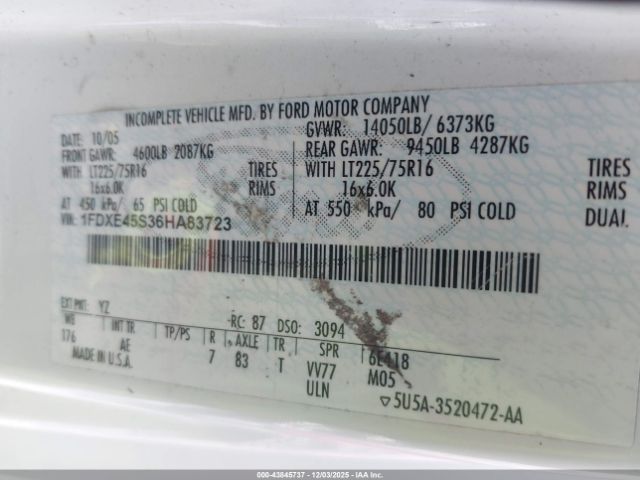 INCOMPLETE VEHICLE MFD. BY FORD MOTOR COMPANY
DATE: 10/05 GVWR: 14050LB/ 6373KG
FRONT GAWR: 4600LB 2087KG REAR GAWR: 9450LB 4287KG
WITH LT225/75R16 TIRES WITH LT225/75R16 TIRES
16x6.0K RIMS 16x6.0K RIMS
AT 450 kPa/ 65 PSI COLD AT 550 kPa/ 80 PSI COLD DUAL
VIN: 1FDXE45S36HA83723
EXT PNT: YZ RC: 87 DSO: 3094
WB INT TR TP/PS R AXLE TR SPR 6E418
176 AE 7 83 T VV77 M05
MADE IN U.S.A. ULN ▽5U5A-3520472-AA
000-43845737 - 12/03/2025 - IAAI.COM